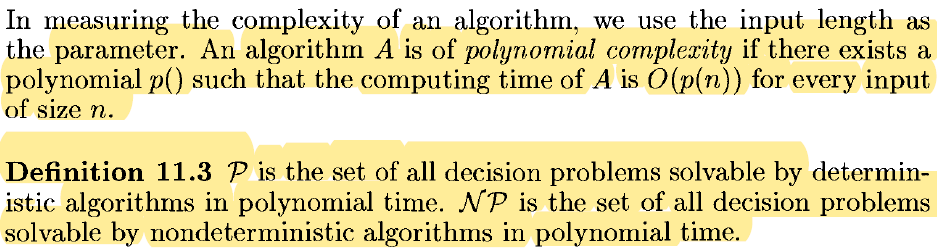 In measuring the complexity of an algorithm, we use the input length as
the parameter. An algorithm A is of polynomial complexity if there exists a
polynomial p() such that the computing time of A is O(p(n)) for every input
of size n.
Definition 11.3 𝒫 is the set of all decision problems solvable by determin-
istic algorithms in polynomial time. 𝒩𝒫 is the set of all decision problems
solvable by nondeterministic algorithms in polynomial time.